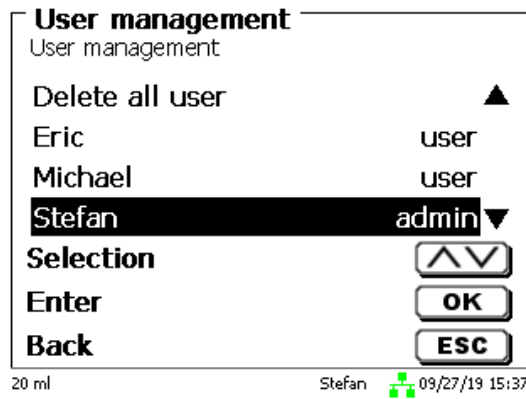 User management
User management
Delete all user
Eric user
Michael user
Stefan admin
Selection
Enter OK
Back ESC
20 ml Stefan 09/27/19 15:37